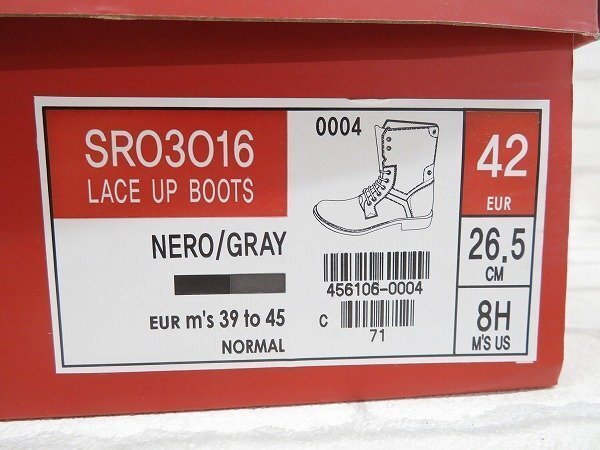 SRO3O16
LACE UP BOOTS
NERO/GRAY
EUR m's 39 to 45
NORMAL
0004
456106-0004
C
71
42
EUR
26.5
CM
8H
M'S US